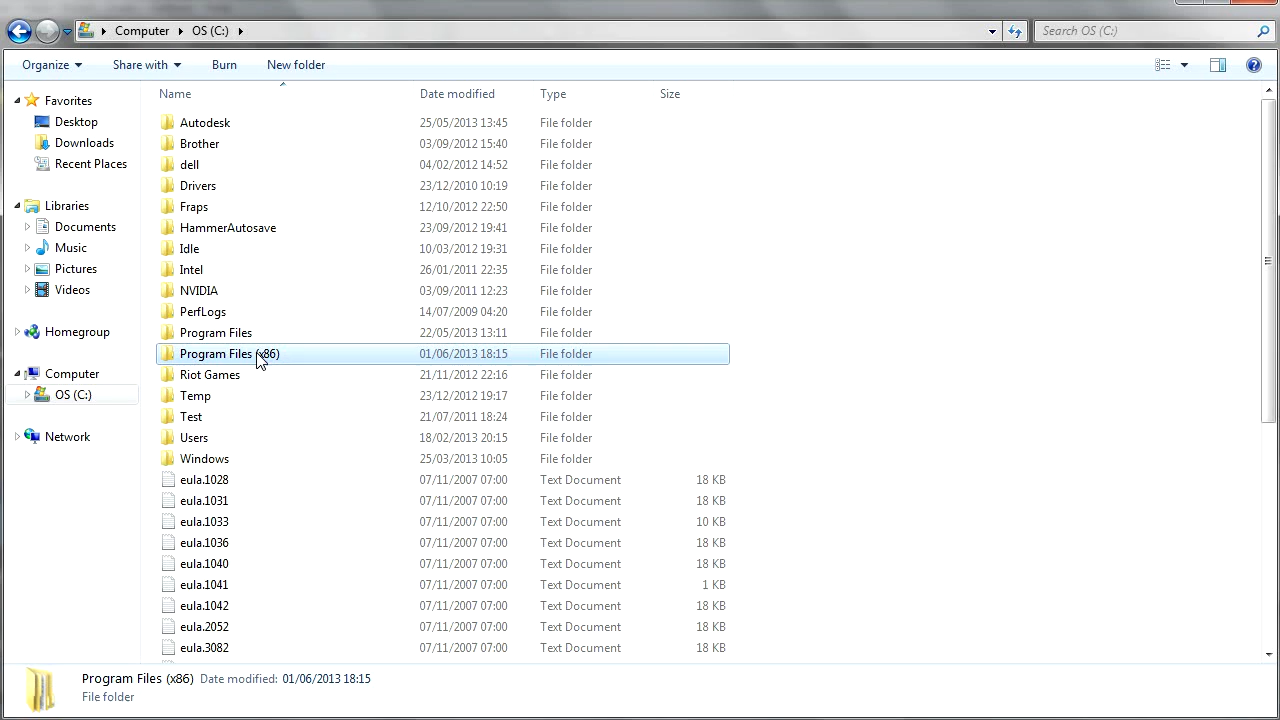 Computer OS (C:) Search OS (C:)
Organize Share with Burn New folder
Name Date modified Type Size
Favorites
Desktop
Downloads
Recent Places
Libraries
Documents
Music
Pictures
Videos
Homegroup
Computer
OS (C:)
Network
Autodesk 25/05/2013 13:45 File folder
Brother 03/09/2012 15:40 File folder
dell 04/02/2012 14:52 File folder
Drivers 23/12/2010 10:19 File folder
Fraps 12/10/2012 22:50 File folder
HammerAutosave 23/09/2012 19:41 File folder
Idle 10/03/2012 19:31 File folder
Intel 26/01/2011 22:35 File folder
NVIDIA 03/09/2011 12:23 File folder
PerfLogs 14/07/2009 04:20 File folder
Program Files 22/05/2013 13:11 File folder
Program Files (x86) 01/06/2013 18:15 File folder
Riot Games 21/11/2012 22:16 File folder
Temp 23/12/2012 19:17 File folder
Test 21/07/2011 18:24 File folder
Users 18/02/2013 20:15 File folder
Windows 25/03/2013 10:05 File folder
eula.1028 07/11/2007 07:00 Text Document 18 KB
eula.1031 07/11/2007 07:00 Text Document 18 KB
eula.1033 07/11/2007 07:00 Text Document 10 KB
eula.1036 07/11/2007 07:00 Text Document 18 KB
eula.1040 07/11/2007 07:00 Text Document 18 KB
eula.1041 07/11/2007 07:00 Text Document 1 KB
eula.1042 07/11/2007 07:00 Text Document 18 KB
eula.2052 07/11/2007 07:00 Text Document 18 KB
eula.3082 07/11/2007 07:00 Text Document 18 KB
Program Files (x86) Date modified: 01/06/2013 18:15
File folder